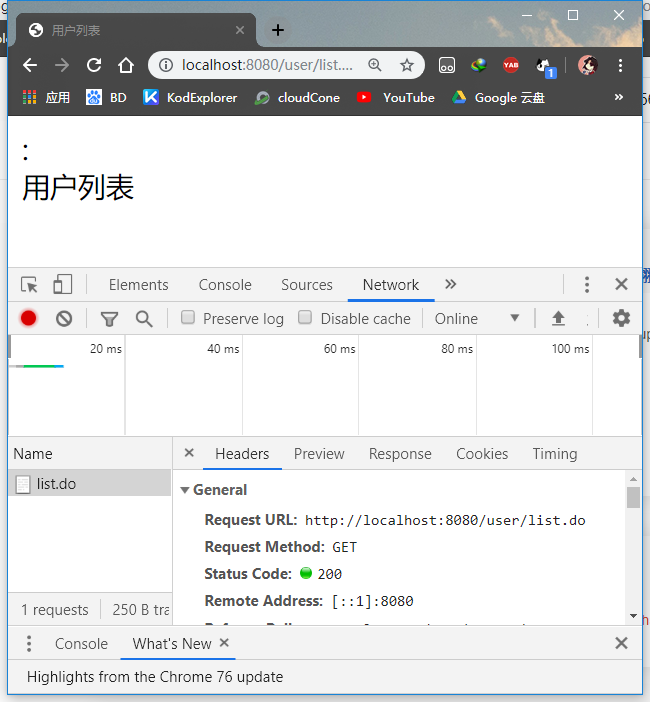 用户列表
localhost:8080/user/list....
应用 BD KodExplorer cloudCone YouTube Google 云盘 »
:
用户列表
Elements Console Sources Network »
Preserve log Disable cache Online
20 ms 40 ms 60 ms 80 ms 100 ms
Name
Headers Preview Response Cookies Timing
list.do
General
Request URL: http://localhost:8080/user/list.do
Request Method: GET
Status Code: 200
Remote Address: [::1]:8080
1 requests 250 B tra
Console What's New
Highlights from the Chrome 76 update